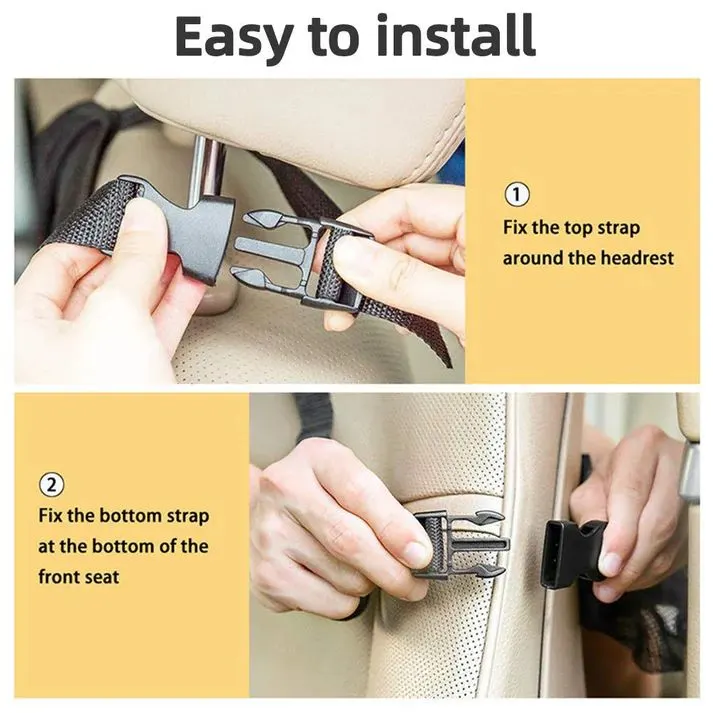 Easy to install
1
Fix the top strap
around the headrest
2
Fix the bottom strap
at the bottom of the
front seat